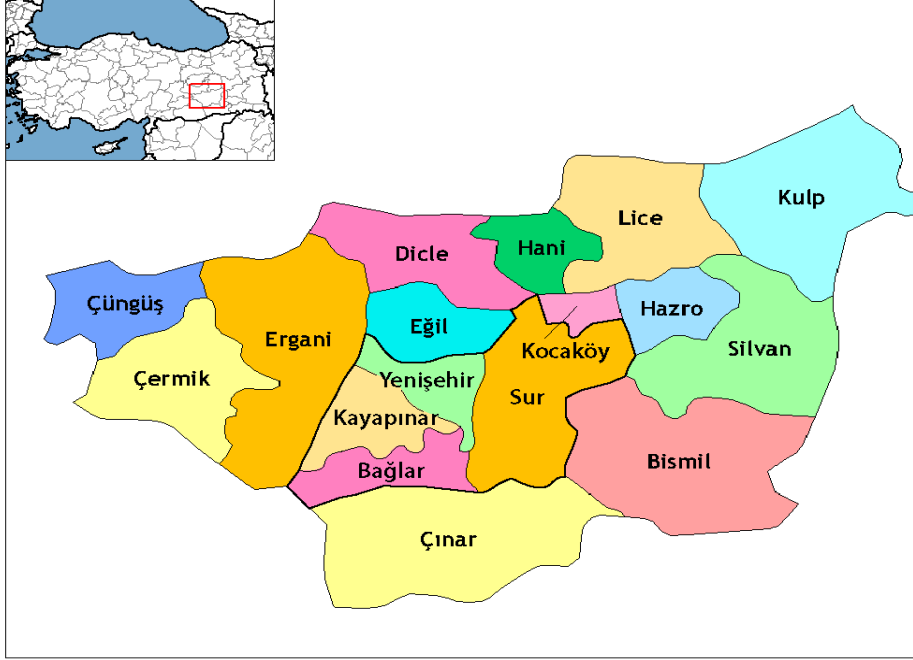 Kulp
Lice
Hani
Dicle
Çüngüş
Hazro
Eğil
Ergani
Kocaköy
Silvan
Çermik
Yenişehir
Sur
Kayapınar
Bismil
Bağlar
Çınar